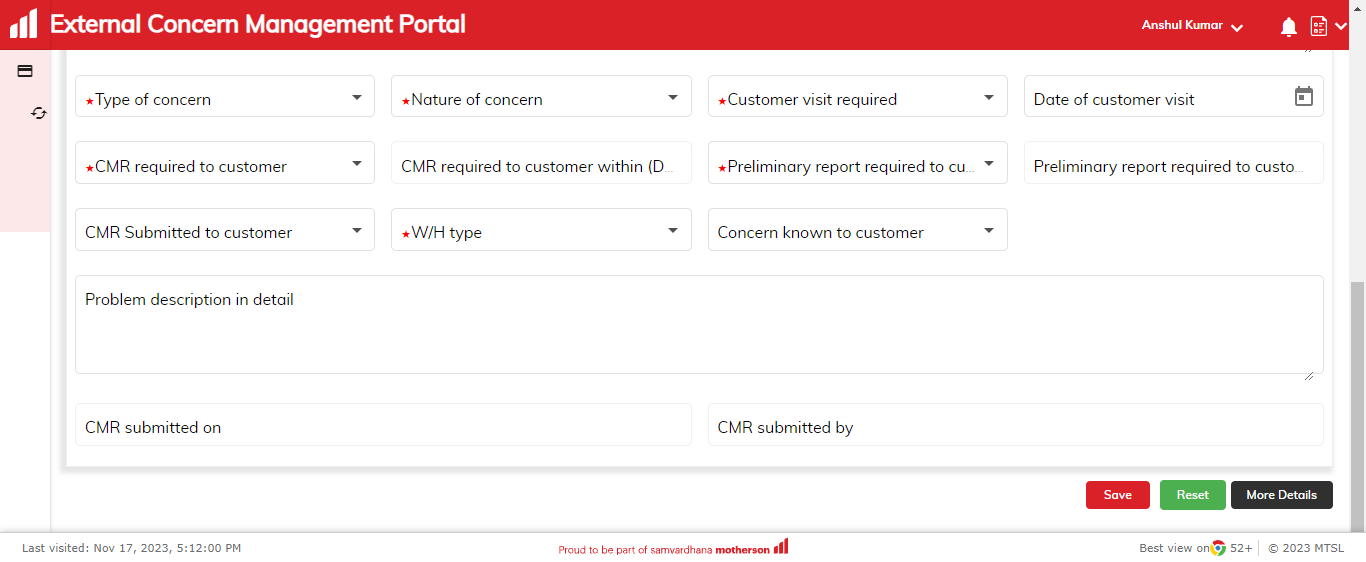 External Concern Management Portal
Anshul Kumar
★Type of concern
★Nature of concern
★Customer visit required
Date of customer visit
★CMR required to customer
CMR required to customer within (D...
★Preliminary report required to cu...
Preliminary report required to custo...
CMR Submitted to customer
★W/H type
Concern known to customer
Problem description in detail
CMR submitted on
CMR submitted by
Save
Reset
More Details
Last visited: Nov 17, 2023, 5:12:00 PM
Proud to be part of samvardhana motherson
Best view on 52+
© 2023 MTSL